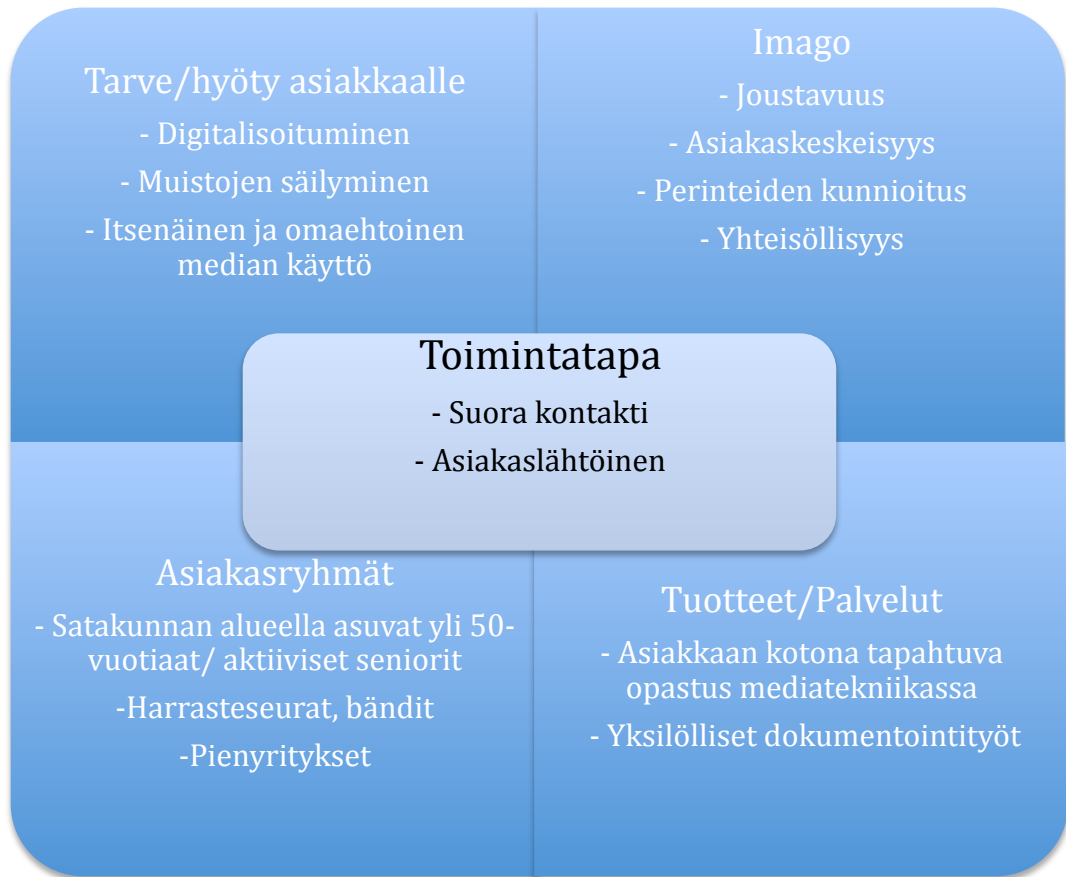 Tarve/hyöty asiakkaalle
- Digitalisoituminen
- Muistojen säilyminen
- Itsenäinen ja omaehtoinen
median käyttö
Imago
- Joustavuus
- Asiakaskeskeisyys
- Perinteiden kunnioitus
- Yhteisöllisyys
Toimintatapa
- Suora kontakti
- Asiakaslähtöinen
Asiakasryhmät
- Satakunnan alueella asuvat yli 50-
vuotiaat/ aktiiviset seniorit
-Harrasteseurat, bändit
-Pienyritykset
Tuotteet/Palvelut
- Asiakkaan kotona tapahtuva
opastus mediatekniikassa
- Yksilölliset dokumentointityöt